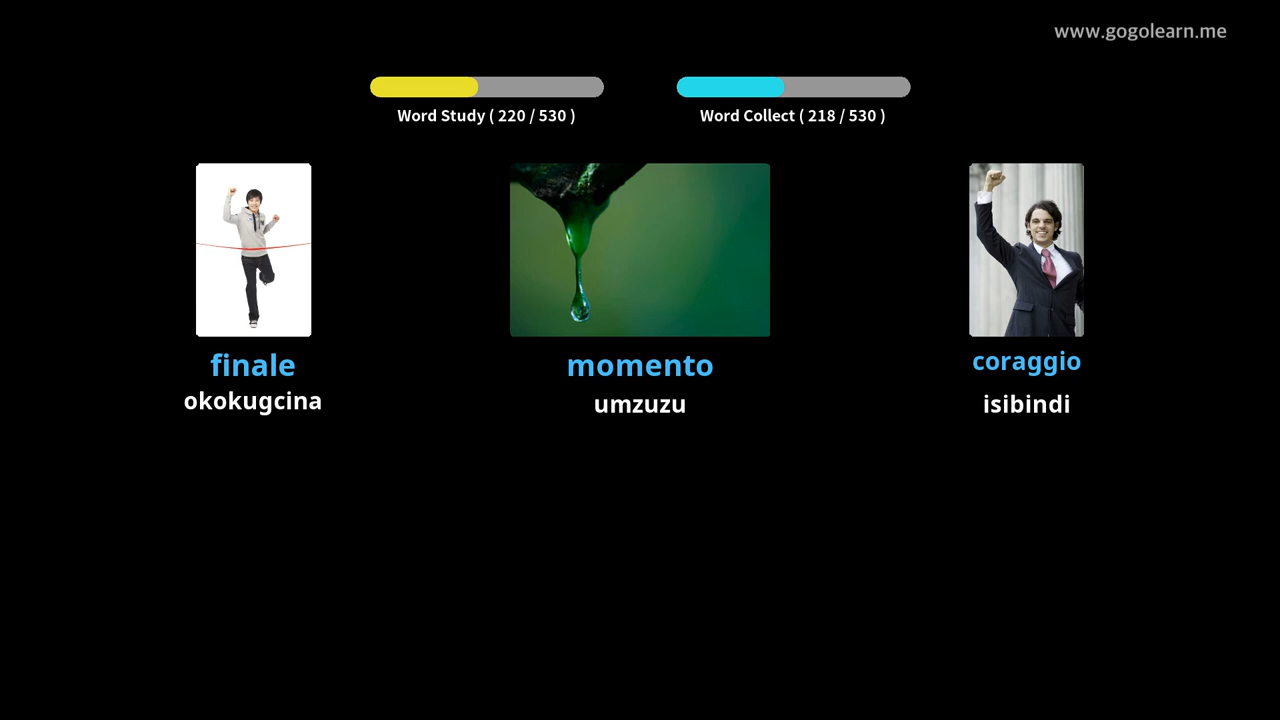 www.gogolearn.me
Word Study ( 220 / 530 )
Word Collect ( 218 / 530 )
finale
okokugcina
momento
umzuzu
coraggio
isibindi